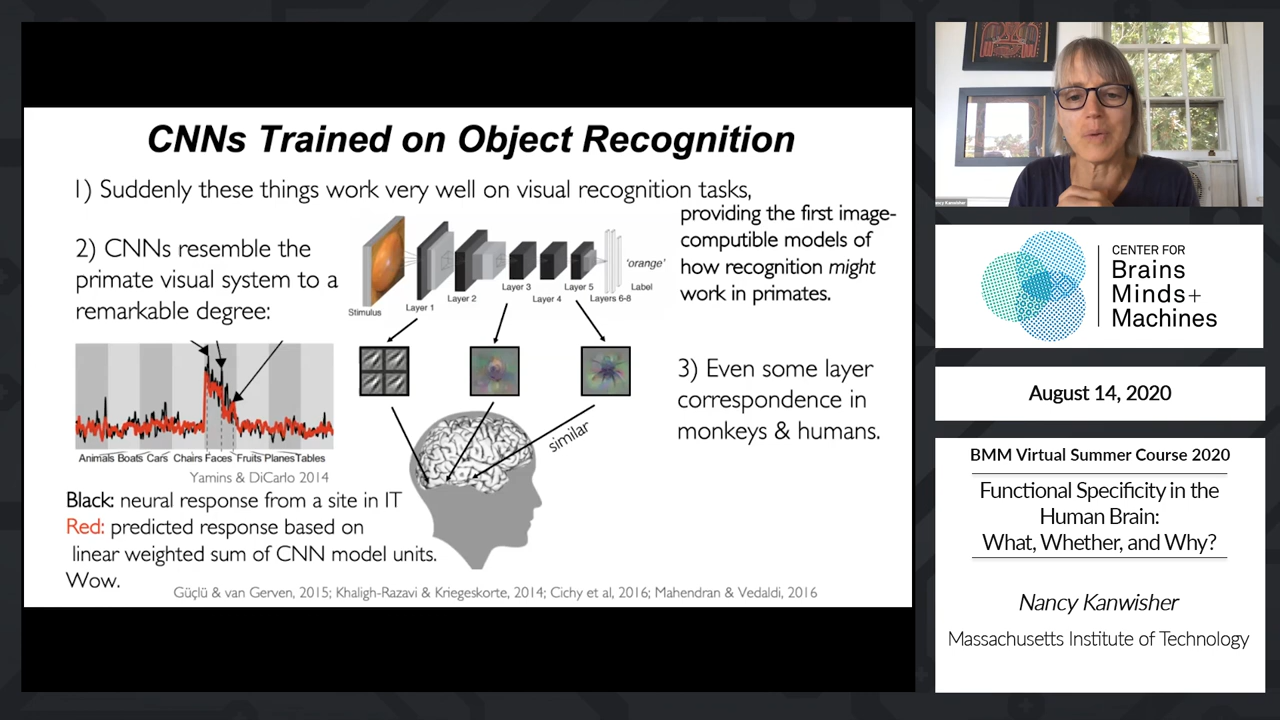 CNNs Trained on Object Recognition
1) Suddenly these things work very well on visual recognition tasks,
providing the first image-
computible models of
how recognition might
work in primates.
2) CNNs resemble the
primate visual system to a
remarkable degree:
Stimulus
Layer 1
Layer 2
Layer 3
Layer 4
Layer 5
Layers 6-8
'orange'
Label
similar
3) Even some layer
correspondence in
monkeys & humans.
Animals Boats Cars Chairs Faces Fruits Planes Tables
Yamins & DiCarlo 2014
Black: neural response from a site in IT
Red: predicted response based on
linear weighted sum of CNN model units.
Wow.
Güçlü & van Gerven, 2015; Khaligh-Razavi & Kriegeskorte, 2014; Cichy et al, 2016; Mahendran & Vedaldi, 2016
Nancy Kanwisher
CENTER FOR
Brains
Minds+
Machines
August 14, 2020
BMM Virtual Summer Course 2020
Functional Specificity in the
Human Brain:
What, Whether, and Why?
Nancy Kanwisher
Massachusetts Institute of Technology